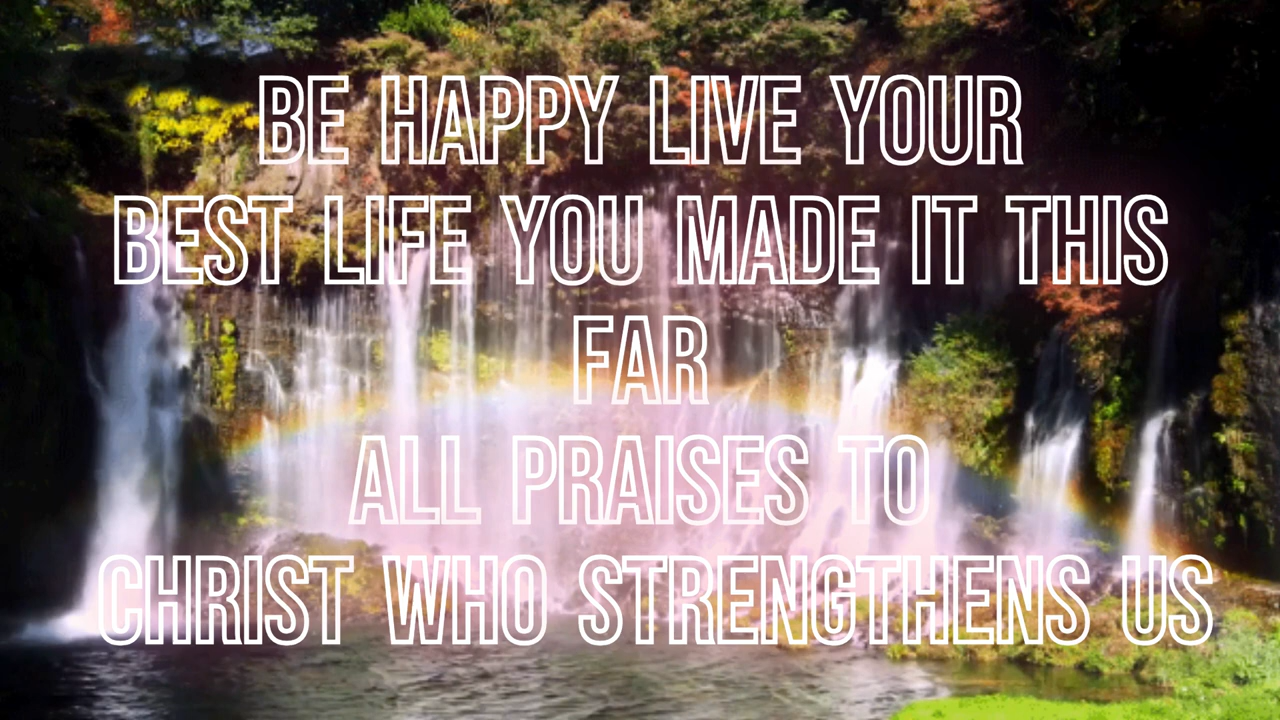 BE HAPPY LIVE YOUR
BEST LIFE YOU MADE IT THIS
FAR
ALL PRAISES TO
CHRIST WHO STRENGTHENS US